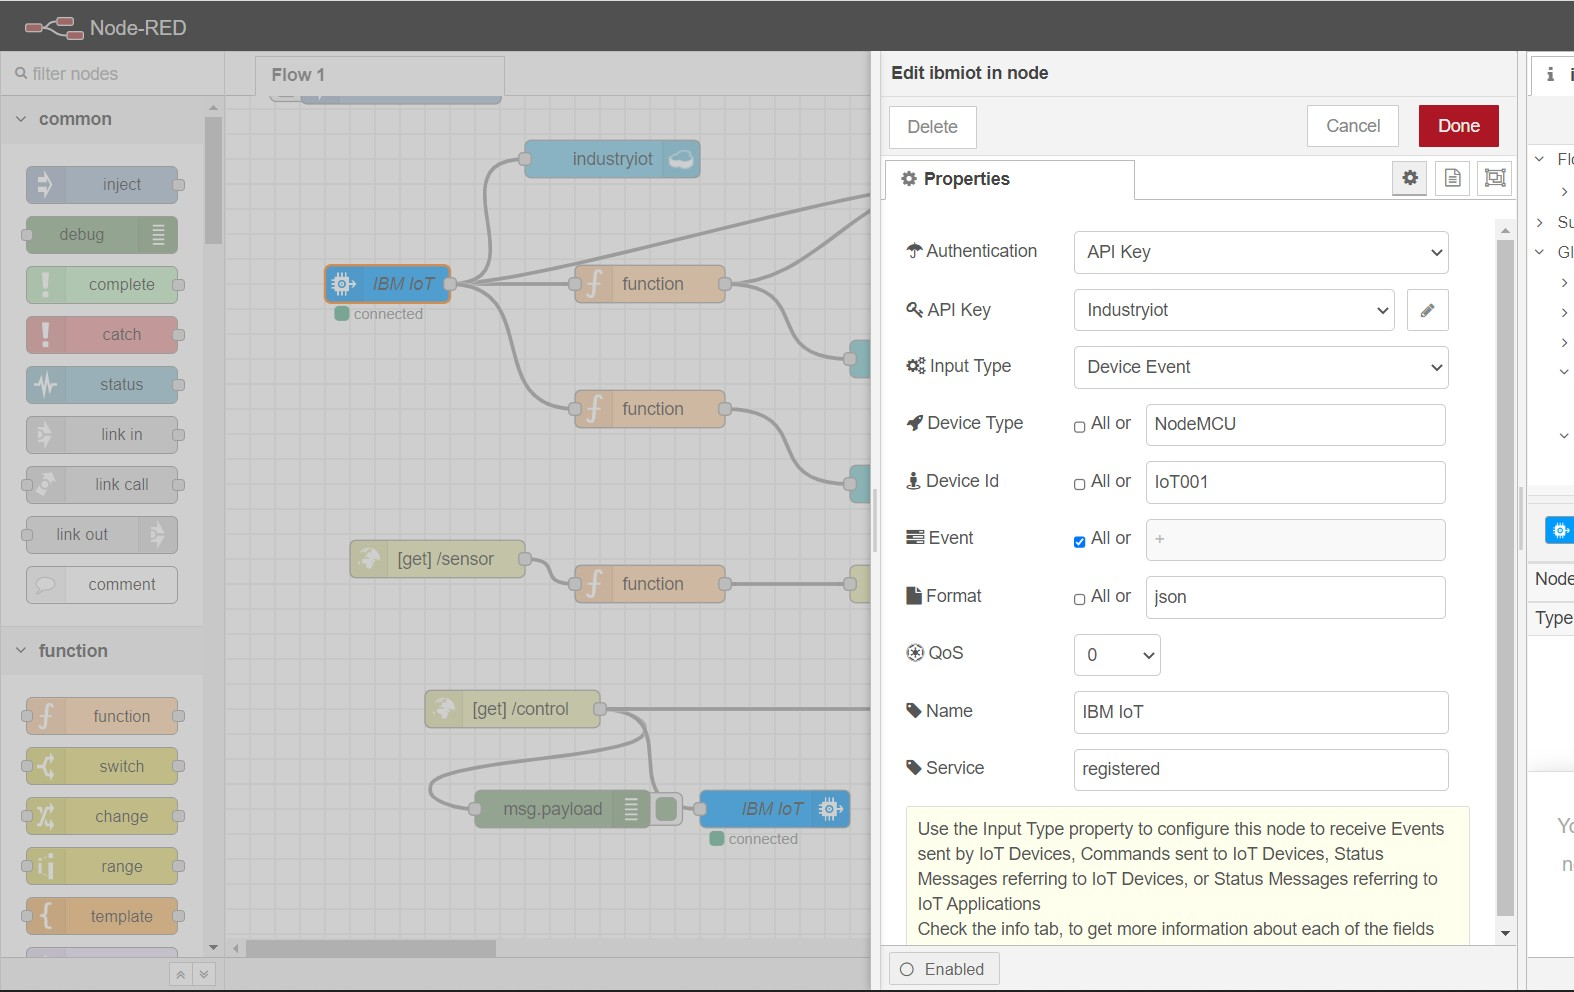 Node-RED
filter nodes
common
inject
debug
complete
catch
status
link in
link call
link out
comment
function
function
switch
change
range
template
Flow 1
industryiot
IBM IoT
connected
function
function
[get] /sensor
function
[get] /control
msg.payload
IBM IoT
connected
Edit ibmiot in node
Delete
Cancel
Done
Properties
Authentication
API Key
API Key
Industryiot
Input Type
Device Event
Device Type
All or
NodeMCU
Device Id
All or
IoT001
Event
All or
+
Format
All or
json
QoS
0
Name
IBM IoT
Service
registered
Use the Input Type property to configure this node to receive Events
sent by IoT Devices, Commands sent to IoT Devices, Status
Messages referring to IoT Devices, or Status Messages referring to
IoT Applications
Check the info tab, to get more information about each of the fields
Enabled
Node
Type